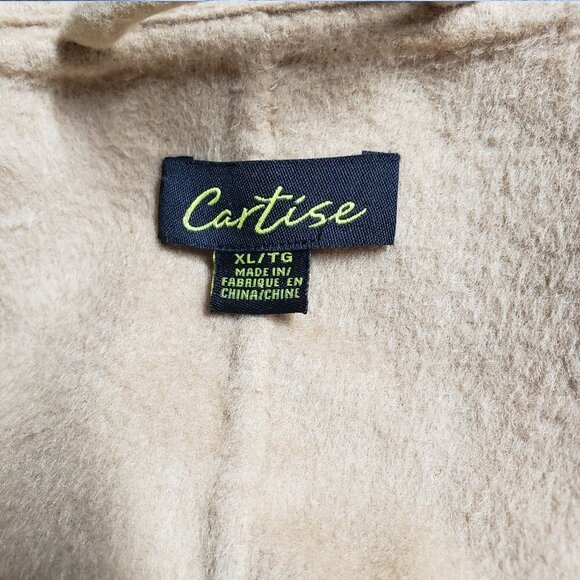 Cartise
XL/TG
MADE IN/
FABRIQUE EN
CHINA/CHINE